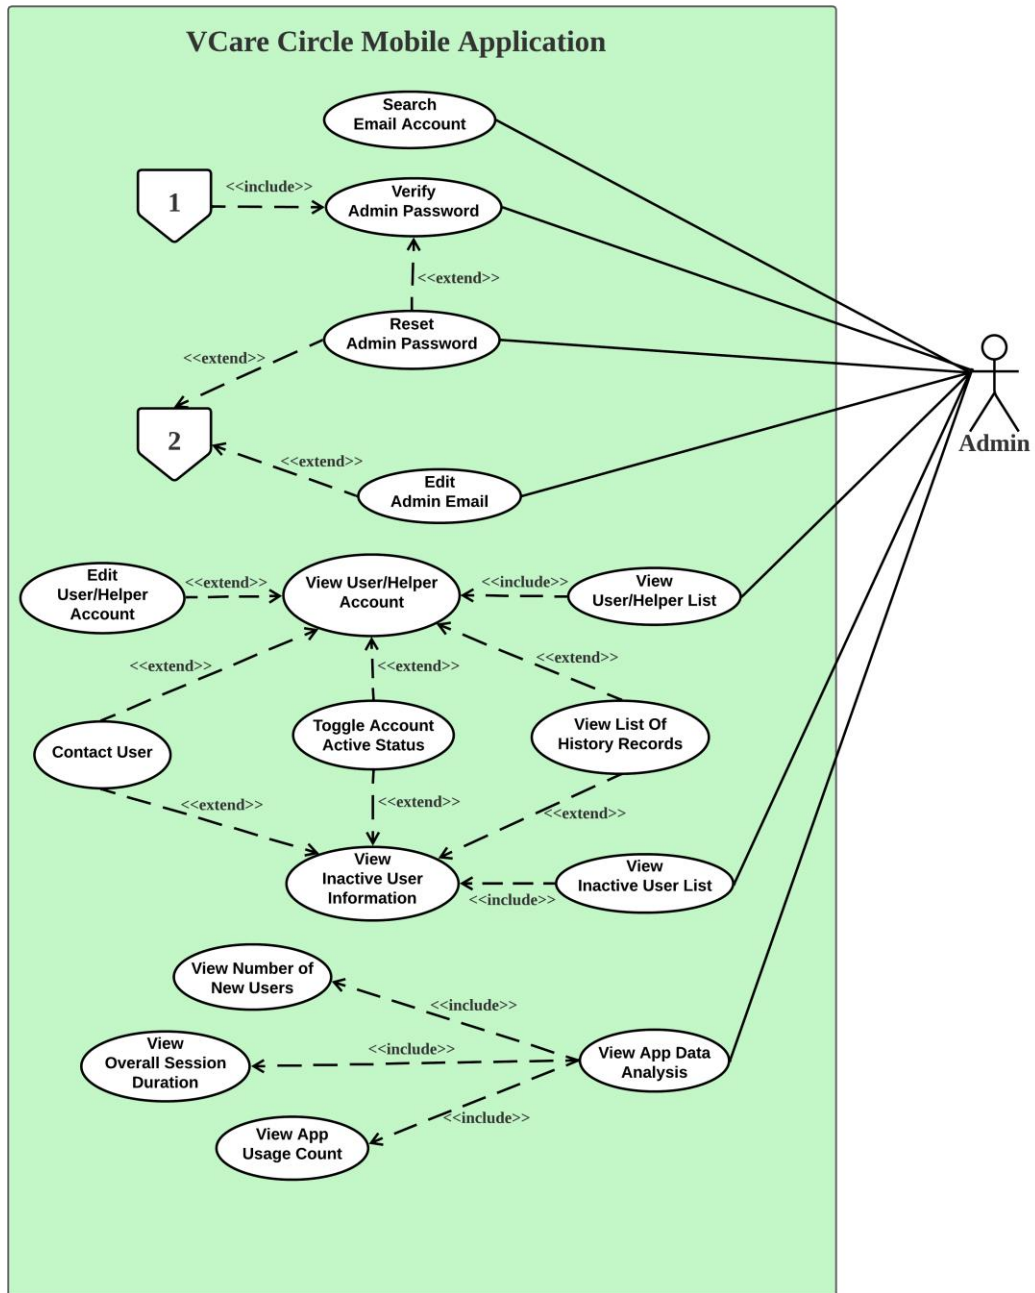 VCare Circle Mobile Application
Search
Email Account
1
<<include>>
Verify
Admin Password
<<extend>>
Reset
Admin Password
<<extend>>
2
<<extend>>
Edit
Admin Email
Admin
Edit
User/Helper
Account
<<extend>>
View User/Helper
Account
<<include>>
View
User/Helper List
<<extend>>
<<extend>>
<<extend>>
Contact User
Toggle Account
Active Status
View List Of
History Records
<<extend>>
<<extend>>
<<extend>>
View
Inactive User
Information
<<include>>
View
Inactive User List
View Number of
New Users
<<include>>
View
Overall Session
Duration
<<include>>
View App Data
Analysis
<<include>>
View App
Usage Count